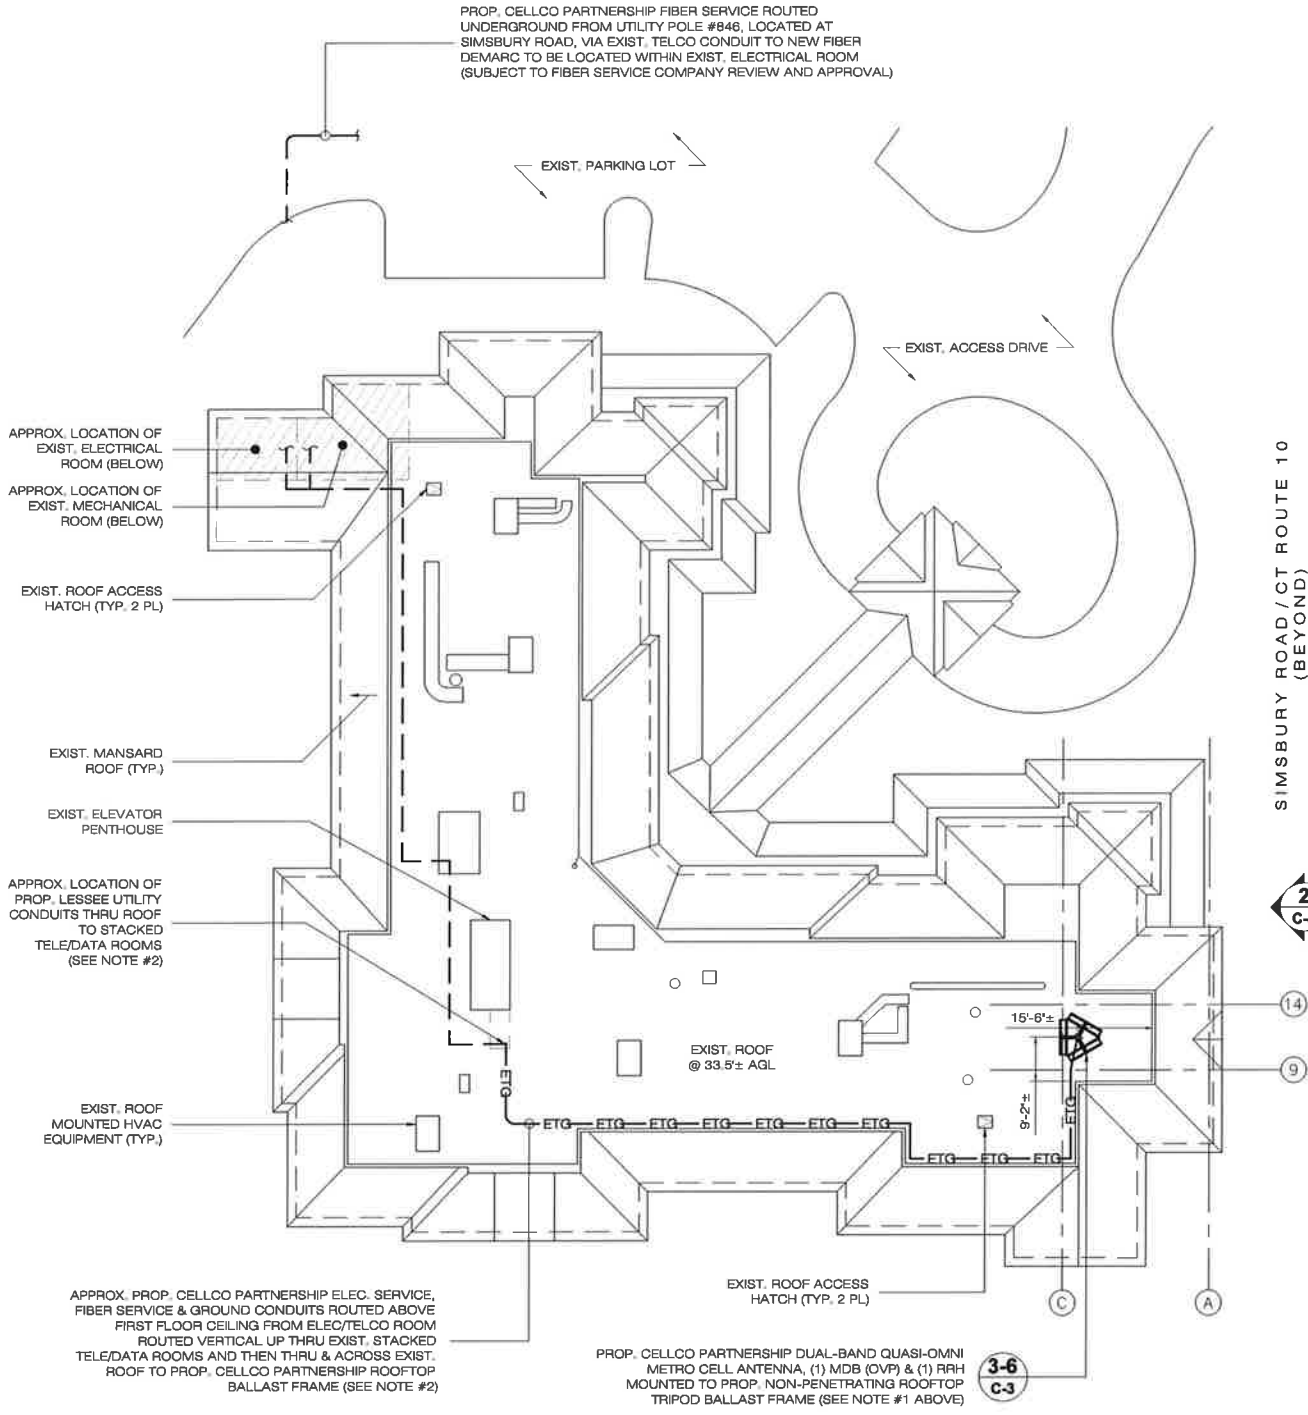 PROP. CELLCO PARTNERSHIP FIBER SERVICE ROUTED
UNDERGROUND FROM UTILITY POLE #846, LOCATED AT
SIMSBURY ROAD, VIA EXIST. TELCO CONDUIT TO NEW FIBER
DEMARC TO BE LOCATED WITHIN EXIST. ELECTRICAL ROOM
(SUBJECT TO FIBER SERVICE COMPANY REVIEW AND APPROVAL)
EXIST. PARKING LOT
EXIST. ACCESS DRIVE
APPROX. LOCATION OF
EXIST. ELECTRICAL
ROOM (BELOW)
APPROX. LOCATION OF
EXIST. MECHANICAL
ROOM (BELOW)
EXIST. ROOF ACCESS
HATCH (TYP. 2 PL)
EXIST. MANSARD
ROOF (TYP.)
EXIST. ELEVATOR
PENTHOUSE
APPROX. LOCATION OF
PROP. LESSEE UTILITY
CONDUITS THRU ROOF
TO STACKED
TELE/DATA ROOMS
(SEE NOTE #2)
EXIST. ROOF
MOUNTED HVAC
EQUIPMENT (TYP.)
SIMSBURY ROAD/CT ROUTE 10
(BEYOND)
2
C-
14
9
15'-6"±
9'-2"±
EXIST. ROOF
@ 33.5'± AGL
ETG
ETG ETG ETG ETG ETG ETG ETG
ETG ETG ETG
ETG
C
A
EXIST. ROOF ACCESS
HATCH (TYP. 2 PL)
APPROX. PROP. CELLCO PARTNERSHIP ELEC. SERVICE,
FIBER SERVICE & GROUND CONDUITS ROUTED ABOVE
FIRST FLOOR CEILING FROM ELEC/TELCO ROOM
ROUTED VERTICAL UP THRU EXIST. STACKED
TELE/DATA ROOMS AND THEN THRU & ACROSS EXIST.
ROOF TO PROP. CELLCO PARTNERSHIP ROOFTOP
BALLAST FRAME (SEE NOTE #2)
PROP. CELLCO PARTNERSHIP DUAL-BAND QUASI-OMNI
METRO CELL ANTENNA, (1) MDB (OVP) & (1) RRH
MOUNTED TO PROP. NON-PENETRATING ROOFTOP
TRIPOD BALLAST FRAME (SEE NOTE #1 ABOVE)
3-6
C-3